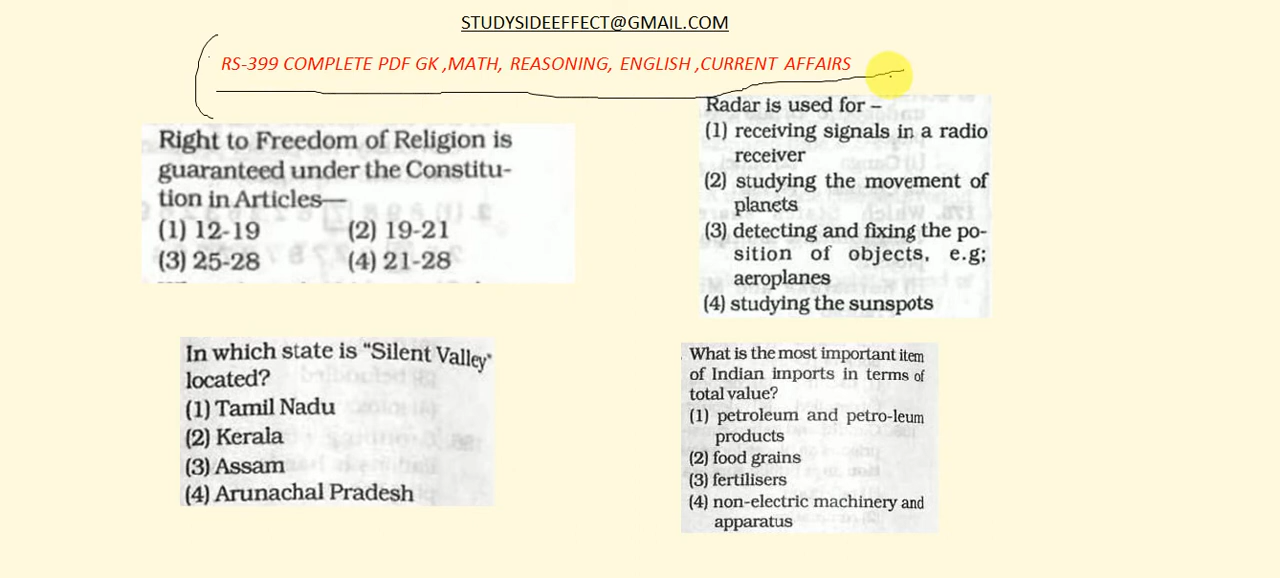 STUDYSIDEEFFECT@GMAIL.COM
RS-399 COMPLETE PDF GK ,MATH, REASONING, ENGLISH ,CURRENT AFFAIRS
Right to Freedom of Religion is
guaranteed under the Constitu-
tion in Articles—
(1) 12-19 (2) 19-21
(3) 25-28 (4) 21-28
Radar is used for –
(1) receiving signals in a radio
receiver
(2) studying the movement of
planets
(3) detecting and fixing the po-
sition of objects, e.g;
aeroplanes
(4) studying the sunspots
In which state is "Silent Valley"
located?
(1) Tamil Nadu
(2) Kerala
(3) Assam
(4) Arunachal Pradesh
What is the most important item
of Indian imports in terms of
total value?
(1) petroleum and petro-leum
products
(2) food grains
(3) fertilisers
(4) non-electric machinery and
apparatus